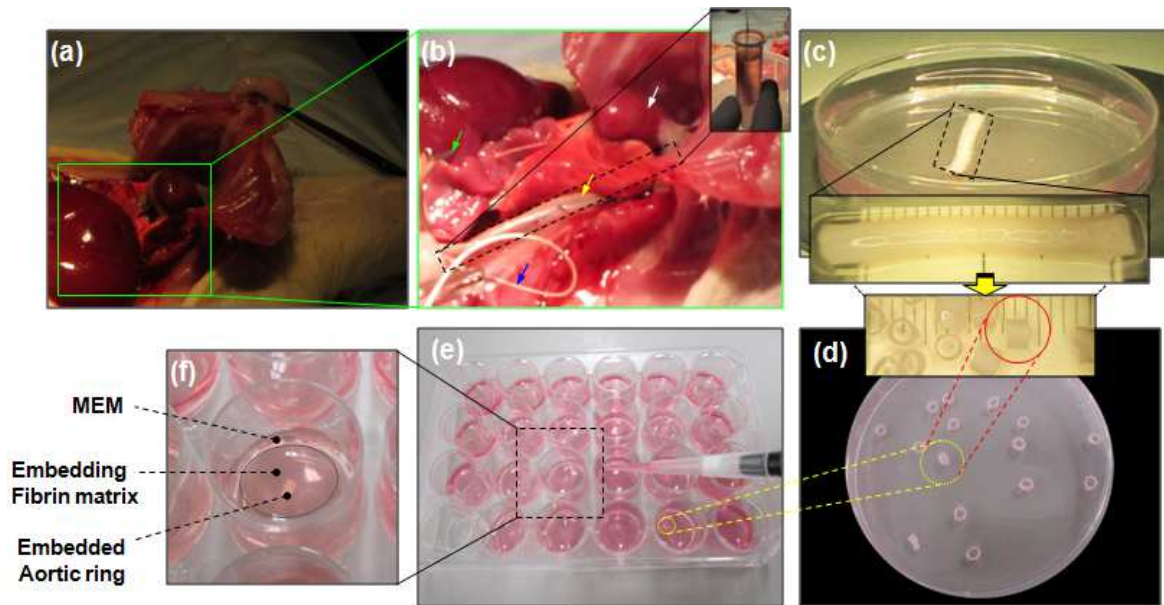 (a)
(b)
(c)
(f)
(e)
(d)
MEM
Embedding
Fibrin matrix
Embedded
Aortic ring